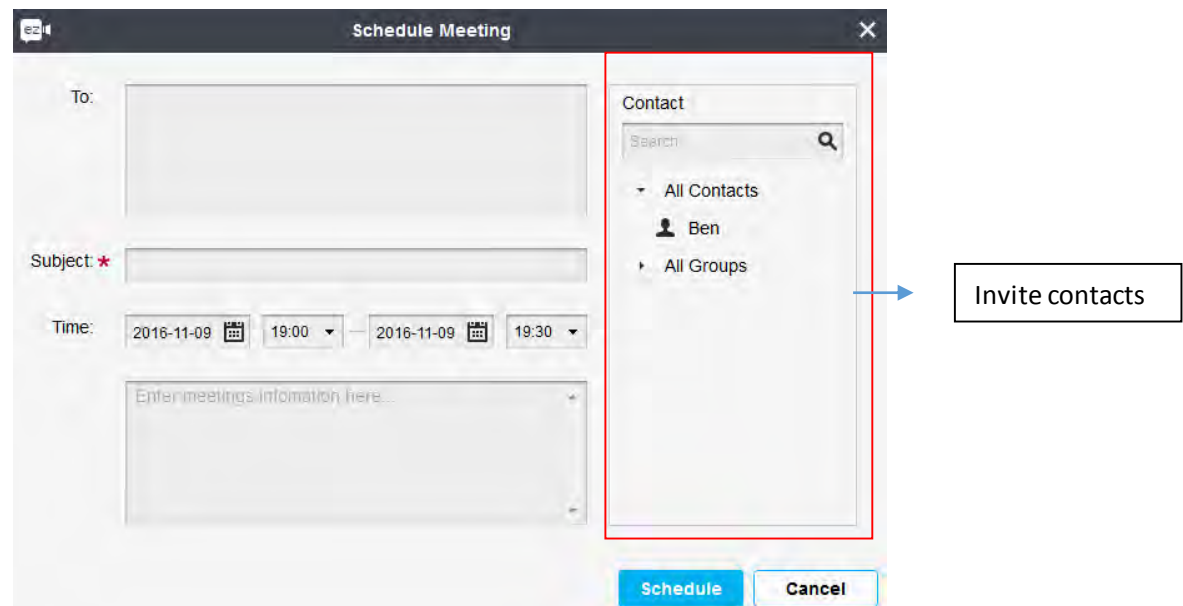 ez
Schedule Meeting
To:
Contact
Search
All Contacts
Ben
Subject: *
All Groups
Invite contacts
Time:
2016-11-09 19:00 — 2016-11-09 19:30
Enter meetings infomation here...
Schedule Cancel